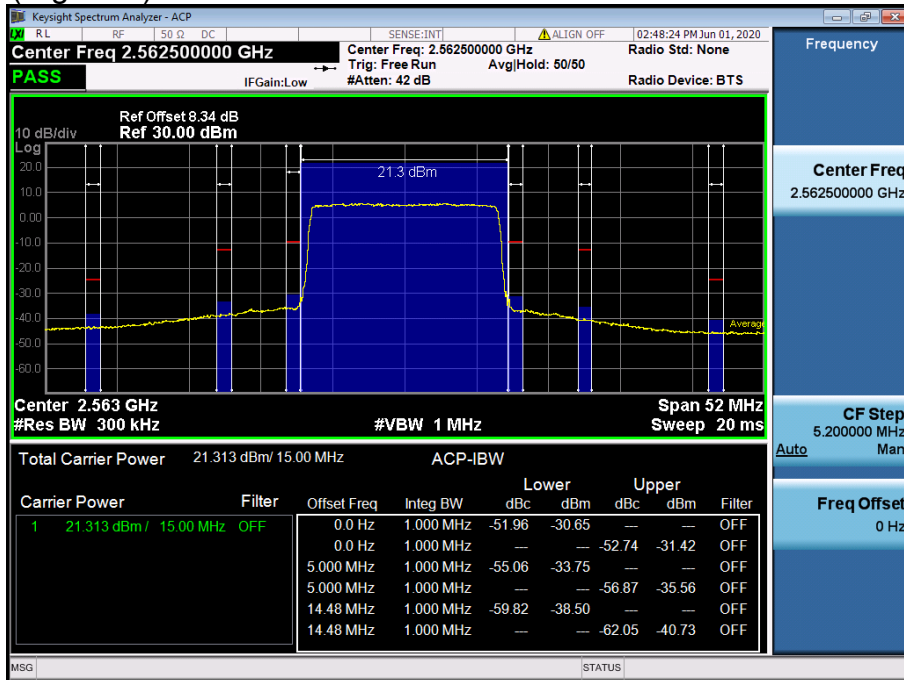 Keysight Spectrum Analyzer - ACP
LXI RL RF 50 Ω DC SENSE:INT ALIGN OFF 02:48:24 PM Jun 01, 2020
Center Freq 2.562500000 GHz
Center Freq: 2.562500000 GHz Radio Std: None
Trig: Free Run Avg|Hold: 50/50
PASS IFGain:Low #Atten: 42 dB Radio Device: BTS
Ref Offset 8.34 dB
10 dB/div Ref 30.00 dBm
Log
20.0
10.0
0.00
-10.0
-20.0
-30.0
-40.0
-50.0
-60.0
21.3 dBm
Average
Center 2.563 GHz Span 52 MHz
#Res BW 300 kHz #VBW 1 MHz Sweep 20 ms
Total Carrier Power 21.313 dBm/ 15.00 MHz ACP-IBW
Lower Upper
Carrier Power Filter Offset Freq Integ BW dBc dBm dBc dBm Filter
1 21.313 dBm / 15.00 MHz OFF 0.0 Hz 1.000 MHz -51.96 -30.65 --- --- OFF
0.0 Hz 1.000 MHz --- --- -52.74 -31.42 OFF
5.000 MHz 1.000 MHz -55.06 -33.75 --- --- OFF
5.000 MHz 1.000 MHz --- --- -56.87 -35.56 OFF
14.48 MHz 1.000 MHz -59.82 -38.50 --- --- OFF
14.48 MHz 1.000 MHz --- --- -62.05 -40.73 OFF
MSG STATUS
Frequency
Center Freq
2.562500000 GHz
CF Step
5.200000 MHz
Auto Man
Freq Offset
0 Hz